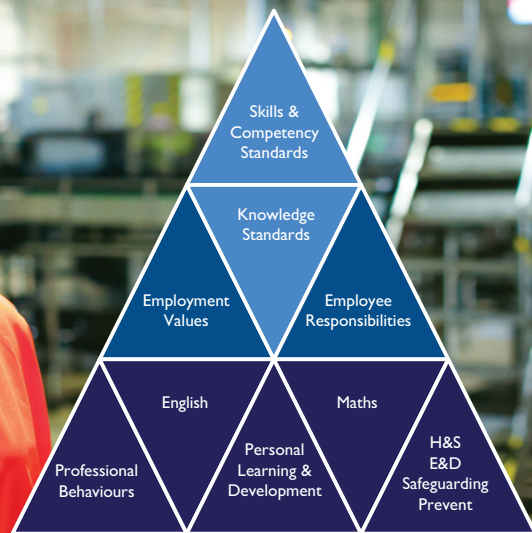 Skills &
Competency
Standards
Knowledge
Standards
Employment
Values
Employee
Responsibilities
English
Maths
Professional
Behaviours
Personal
Learning &
Development
H&S
E&D
Safeguarding
Prevent